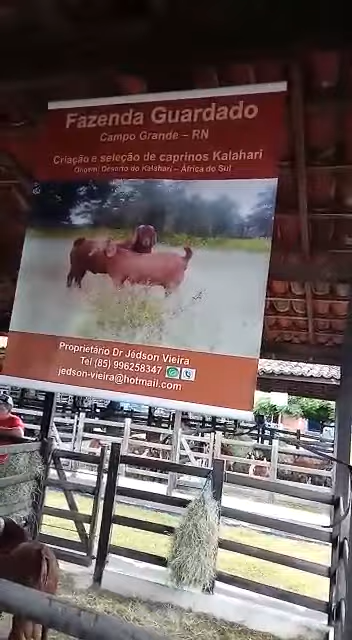 Fazenda Guardado
Campo Grande – RN
Criação e seleção de caprinos Kalahari
Origem: Deserto do Kalahari – África do Sul
Proprietário Dr Jédson Vieira
Tel (85) 996258347
jedson-vieira@hotmail.com